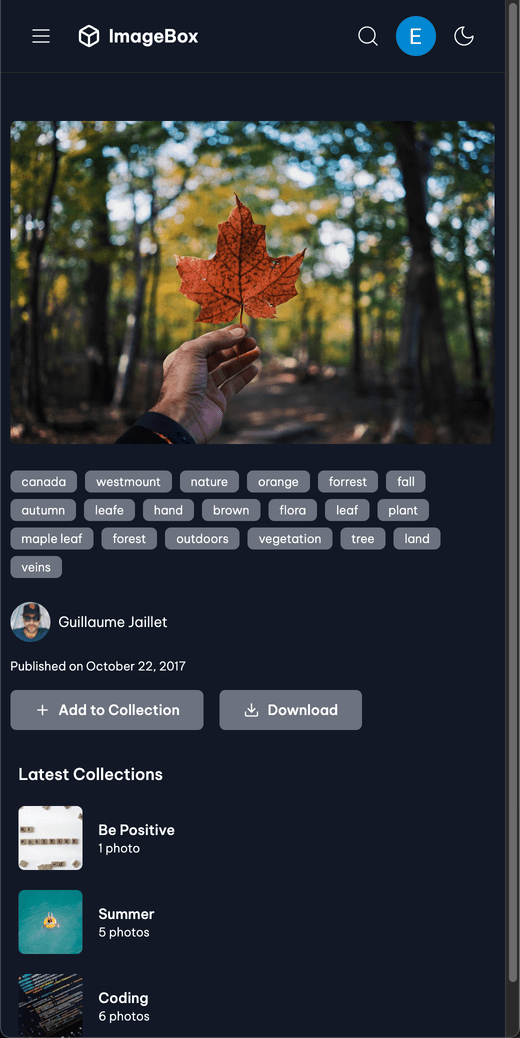 ImageBox
E
canada westmount nature orange forrest fall
autumn leafe hand brown flora leaf plant
maple leaf forest outdoors vegetation tree land
veins
Guillaume Jaillet
Published on October 22, 2017
Add to Collection Download
Latest Collections
Be Positive
1 photo
Summer
5 photos
Coding
6 photos